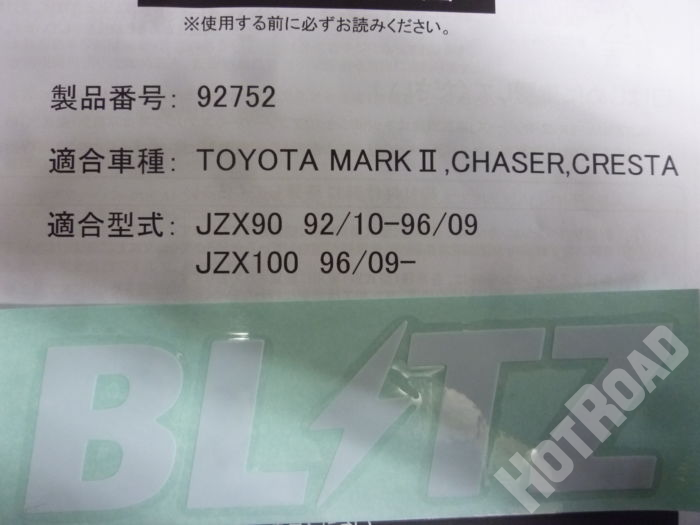 ※使用する前に必ずお読みください。
製品番号: 92752
適合車種: TOYOTA MARKⅡ,CHASER,CRESTA
適合型式: JZX90 92/10-96/09
JZX100 96/09-
BLITZ
HOTROAD